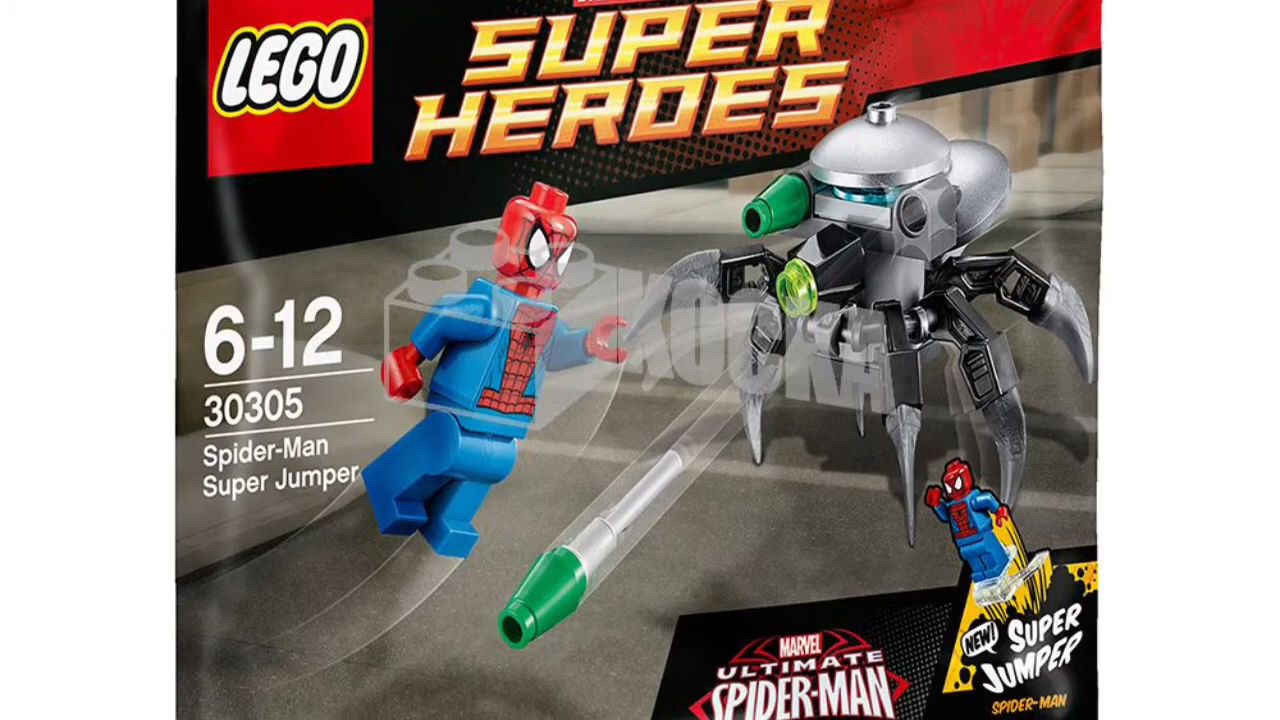 LEGO
SUPER
HEROES
6-12
30305
Spider-Man
Super Jumper
KOCKA
MARVEL
ULTIMATE
SPIDER-MAN
NEW!
SUPER
JUMPER
SPIDER-MAN